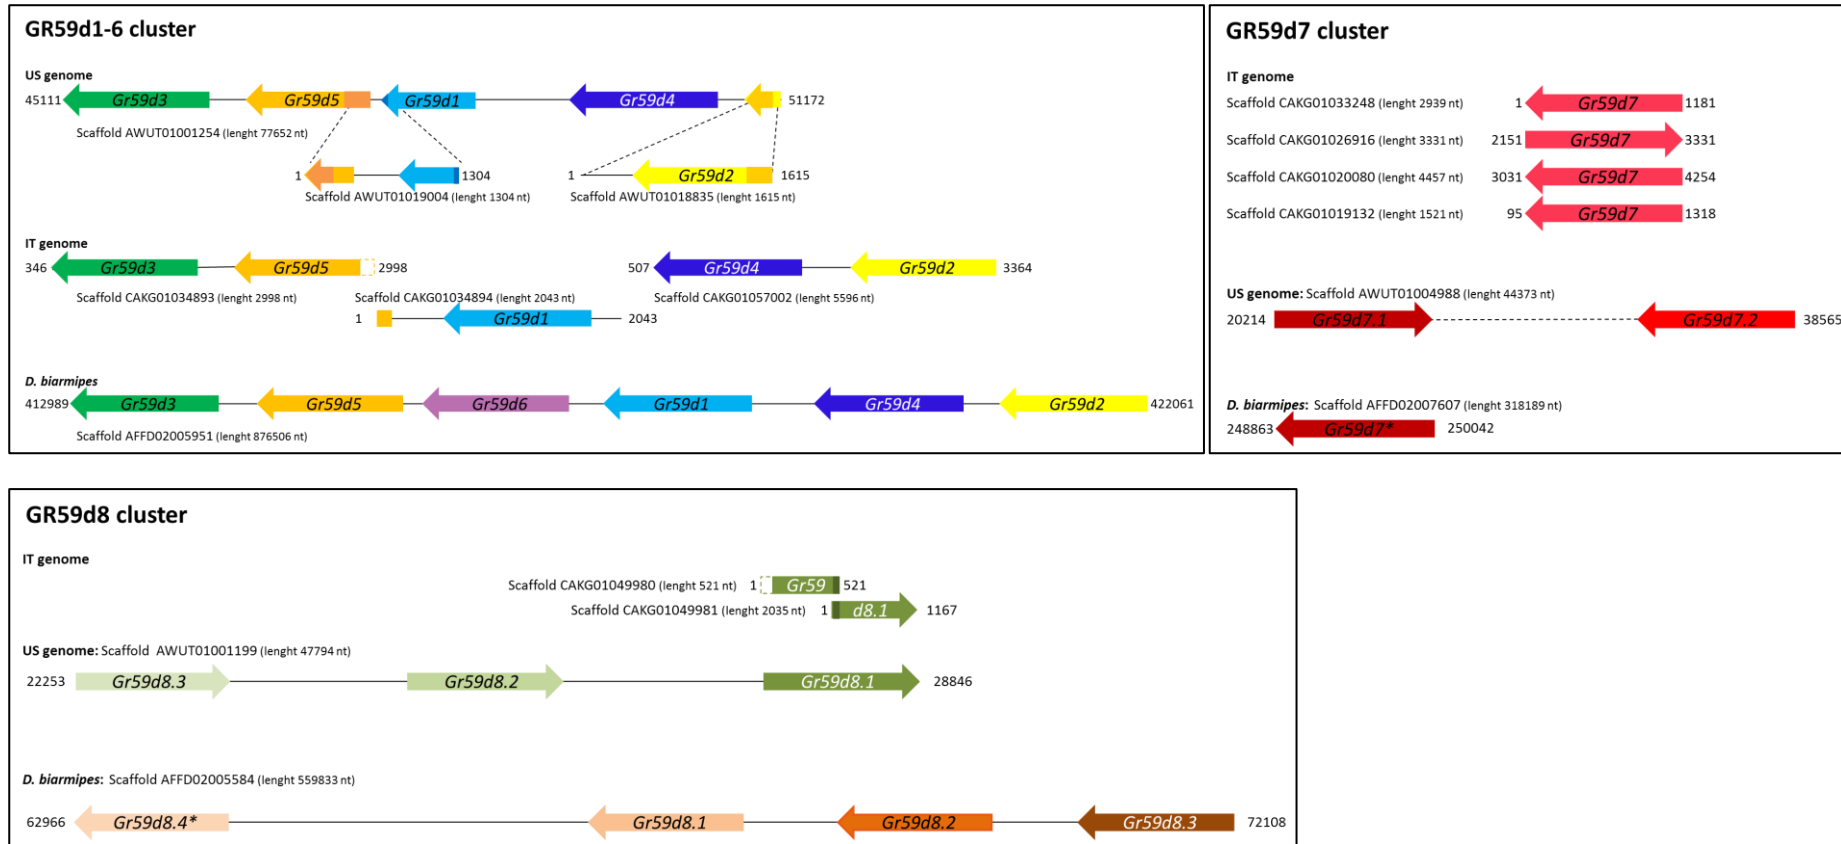 GR59d1-6 cluster
US genome
45111 Gr59d3 Gr59d5 Gr59d1 Gr59d4 51172
Scaffold AWUT01001254 (lenght 77652 nt)
1 1304 1 Gr59d2 1615
Scaffold AWUT01019004 (lenght 1304 nt) Scaffold AWUT01018835 (lenght 1615 nt)
IT genome
346 Gr59d3 Gr59d5 2998 507 Gr59d4 Gr59d2 3364
Scaffold CAKG01034893 (lenght 2998 nt) Scaffold CAKG01034894 (lenght 2043 nt) Scaffold CAKG01057002 (lenght 5596 nt)
1 Gr59d1 2043
D. biarmipes
412989 Gr59d3 Gr59d5 Gr59d6 Gr59d1 Gr59d4 Gr59d2 422061
Scaffold AFFD02005951 (lenght 876506 nt)
GR59d7 cluster
IT genome
Scaffold CAKG01033248 (lenght 2939 nt) 1 Gr59d7 1181
Scaffold CAKG01026916 (lenght 3331 nt) 2151 Gr59d7 3331
Scaffold CAKG01020080 (lenght 4457 nt) 3031 Gr59d7 4254
Scaffold CAKG01019132 (lenght 1521 nt) 95 Gr59d7 1318
US genome: Scaffold AWUT01004988 (lenght 44373 nt)
20214 Gr59d7.1 Gr59d7.2 38565
D. biarmipes: Scaffold AFFD02007607 (lenght 318189 nt)
248863 Gr59d7* 250042
GR59d8 cluster
IT genome
Scaffold CAKG01049980 (lenght 521 nt) 1 Gr59 521
Scaffold CAKG01049981 (lenght 2035 nt) 1 d8.1 1167
US genome: Scaffold AWUT01001199 (lenght 47794 nt)
22253 Gr59d8.3 Gr59d8.2 Gr59d8.1 28846
D. biarmipes: Scaffold AFFD02005584 (lenght 559833 nt)
62966 Gr59d8.4* Gr59d8.1 Gr59d8.2 Gr59d8.3 72108